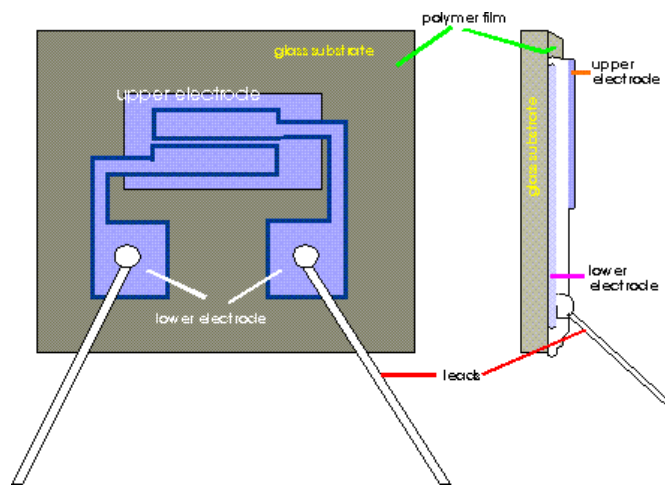 polymer film
glass substrate
upper electrode
upper
electrode
glass substrate
lower electrode
lower
electrode
leads